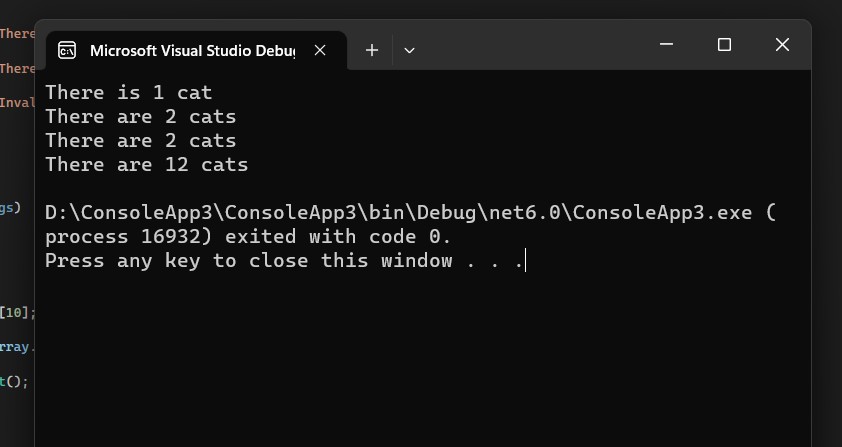 There
There
Inval
gs)
[10];
rray.
t();
Microsoft Visual Studio Debug
There is 1 cat
There are 2 cats
There are 2 cats
There are 12 cats
D:\ConsoleApp3\ConsoleApp3\bin\Debug\net6.0\ConsoleApp3.exe (
process 16932) exited with code 0.
Press any key to close this window . . .